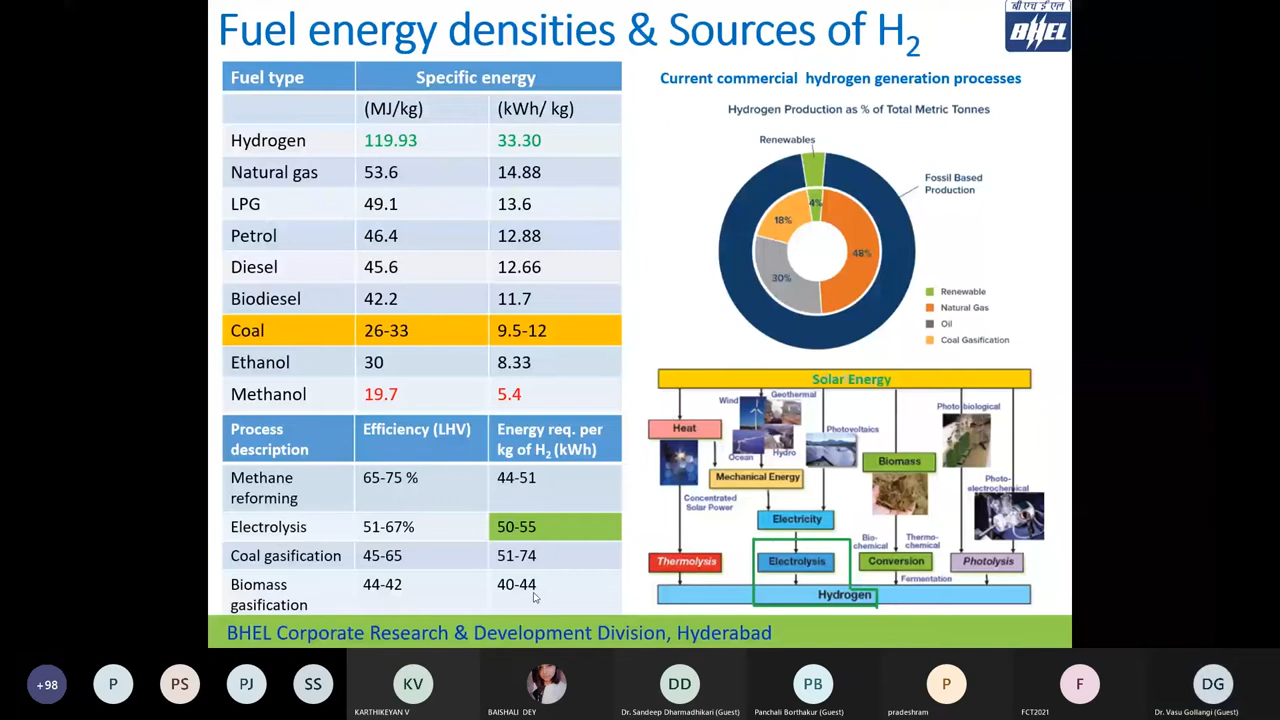 Fuel energy densities & Sources of H2
बी एच ई एल
BHEL
Fuel type Specific energy
(MJ/kg) (kWh/ kg)
Hydrogen 119.93 33.30
Natural gas 53.6 14.88
LPG 49.1 13.6
Petrol 46.4 12.88
Diesel 45.6 12.66
Biodiesel 42.2 11.7
Coal 26-33 9.5-12
Ethanol 30 8.33
Methanol 19.7 5.4
Process description Efficiency (LHV) Energy req. per kg of H2 (kWh)
Methane reforming 65-75 % 44-51
Electrolysis 51-67% 50-55
Coal gasification 45-65 51-74
Biomass gasification 44-42 40-44
Current commercial hydrogen generation processes
Hydrogen Production as % of Total Metric Tonnes
Renewables
Fossil Based
Production
4%
18%
48%
30%
Renewable
Natural Gas
Oil
Coal Gasification
Solar Energy
Wind
Geothermal
Ocean
Hydro
Heat
Photovoltaics
Photobiological
Biomass
Mechanical Energy
Photo-
electrochemical
Concentrated
Solar Power
Electricity
Bio-
chemical
Thermo-
chemical
Thermolysis
Electrolysis
Conversion
Photolysis
Fermentation
Hydrogen
BHEL Corporate Research & Development Division, Hyderabad
+98 P PS PJ SS KV DD PB P F DG
KARTHIKEYAN V
BAISHALI DEY
Dr. Sandeep Dharmadhikari (Guest)
Panchali Borthakur (Guest)
pradeshram
FCT2021
Dr. Vasu Gollangi (Guest)